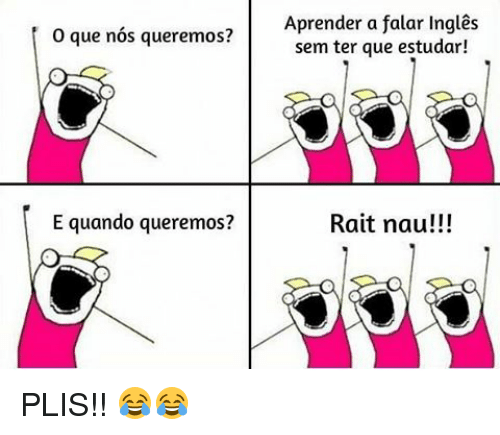 O que nós queremos?
Aprender a falar Inglês
sem ter que estudar!
E quando queremos?
Rait nau!!!
PLIS!! 😂😂